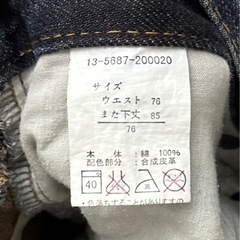 13-5687-200020
サイズ
ウエスト 76
また下丈 85
76
本体:綿 100%
配色部分:合成皮革
40